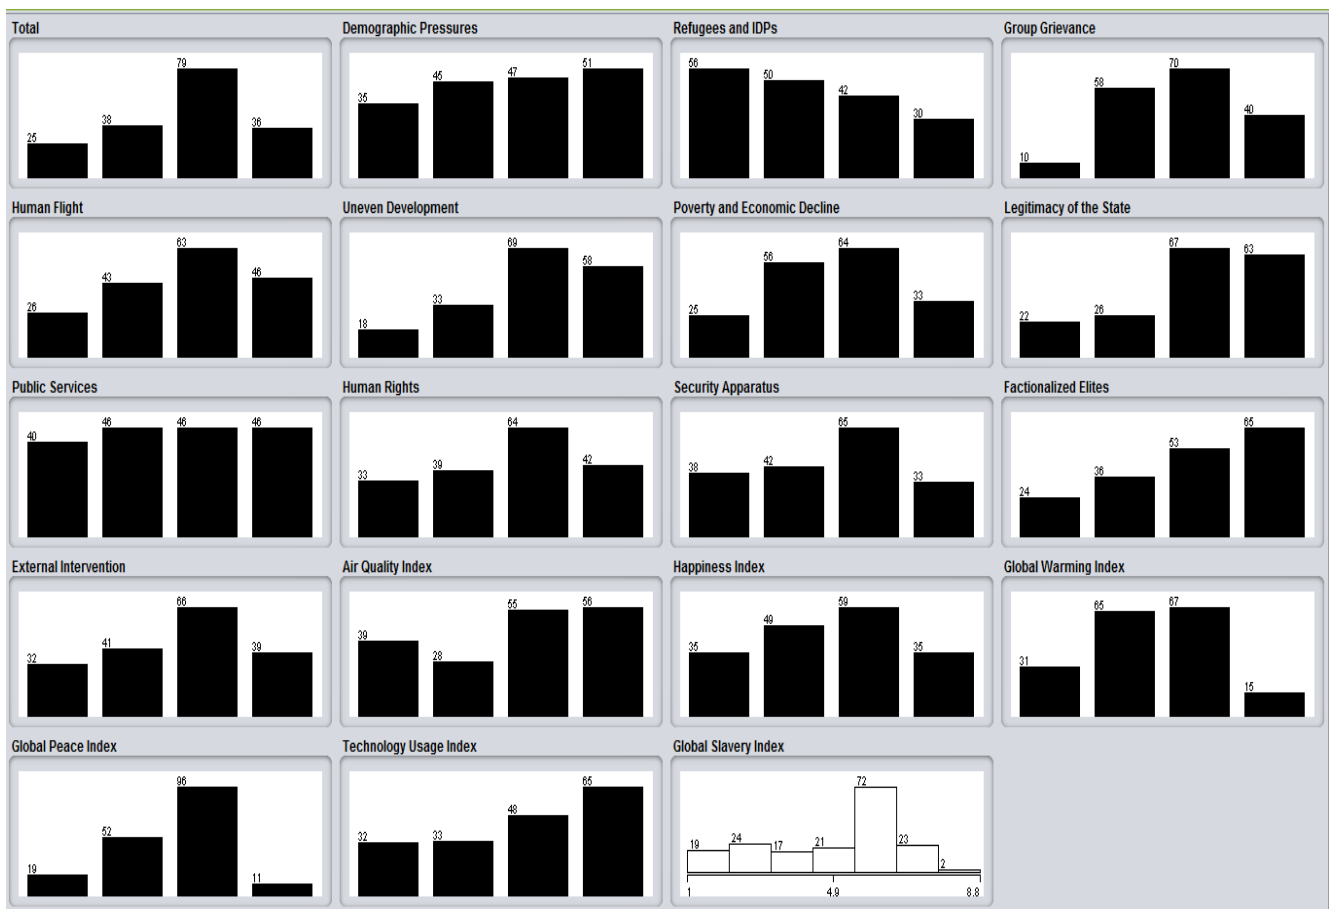 Total
Demographic Pressures
Refugees and IDPs
Group Grievance
25 38 79 36
35 45 47 51
56 50 42 30
10 58 70 40
Human Flight
Uneven Development
Poverty and Economic Decline
Legitimacy of the State
26 43 63 46
18 33 69 58
25 56 64 33
22 26 67 63
Public Services
Human Rights
Security Apparatus
Factionalized Elites
40 46 46 46
33 39 64 42
38 42 65 33
24 36 53 65
External Intervention
Air Quality Index
Happiness Index
Global Warming Index
32 41 66 39
39 28 55 56
35 49 59 35
31 65 67 15
Global Peace Index
Technology Usage Index
Global Slavery Index
19 52 96 11
32 33 48 65
19 24 17 21 72 23 2
1 4.9 8.8